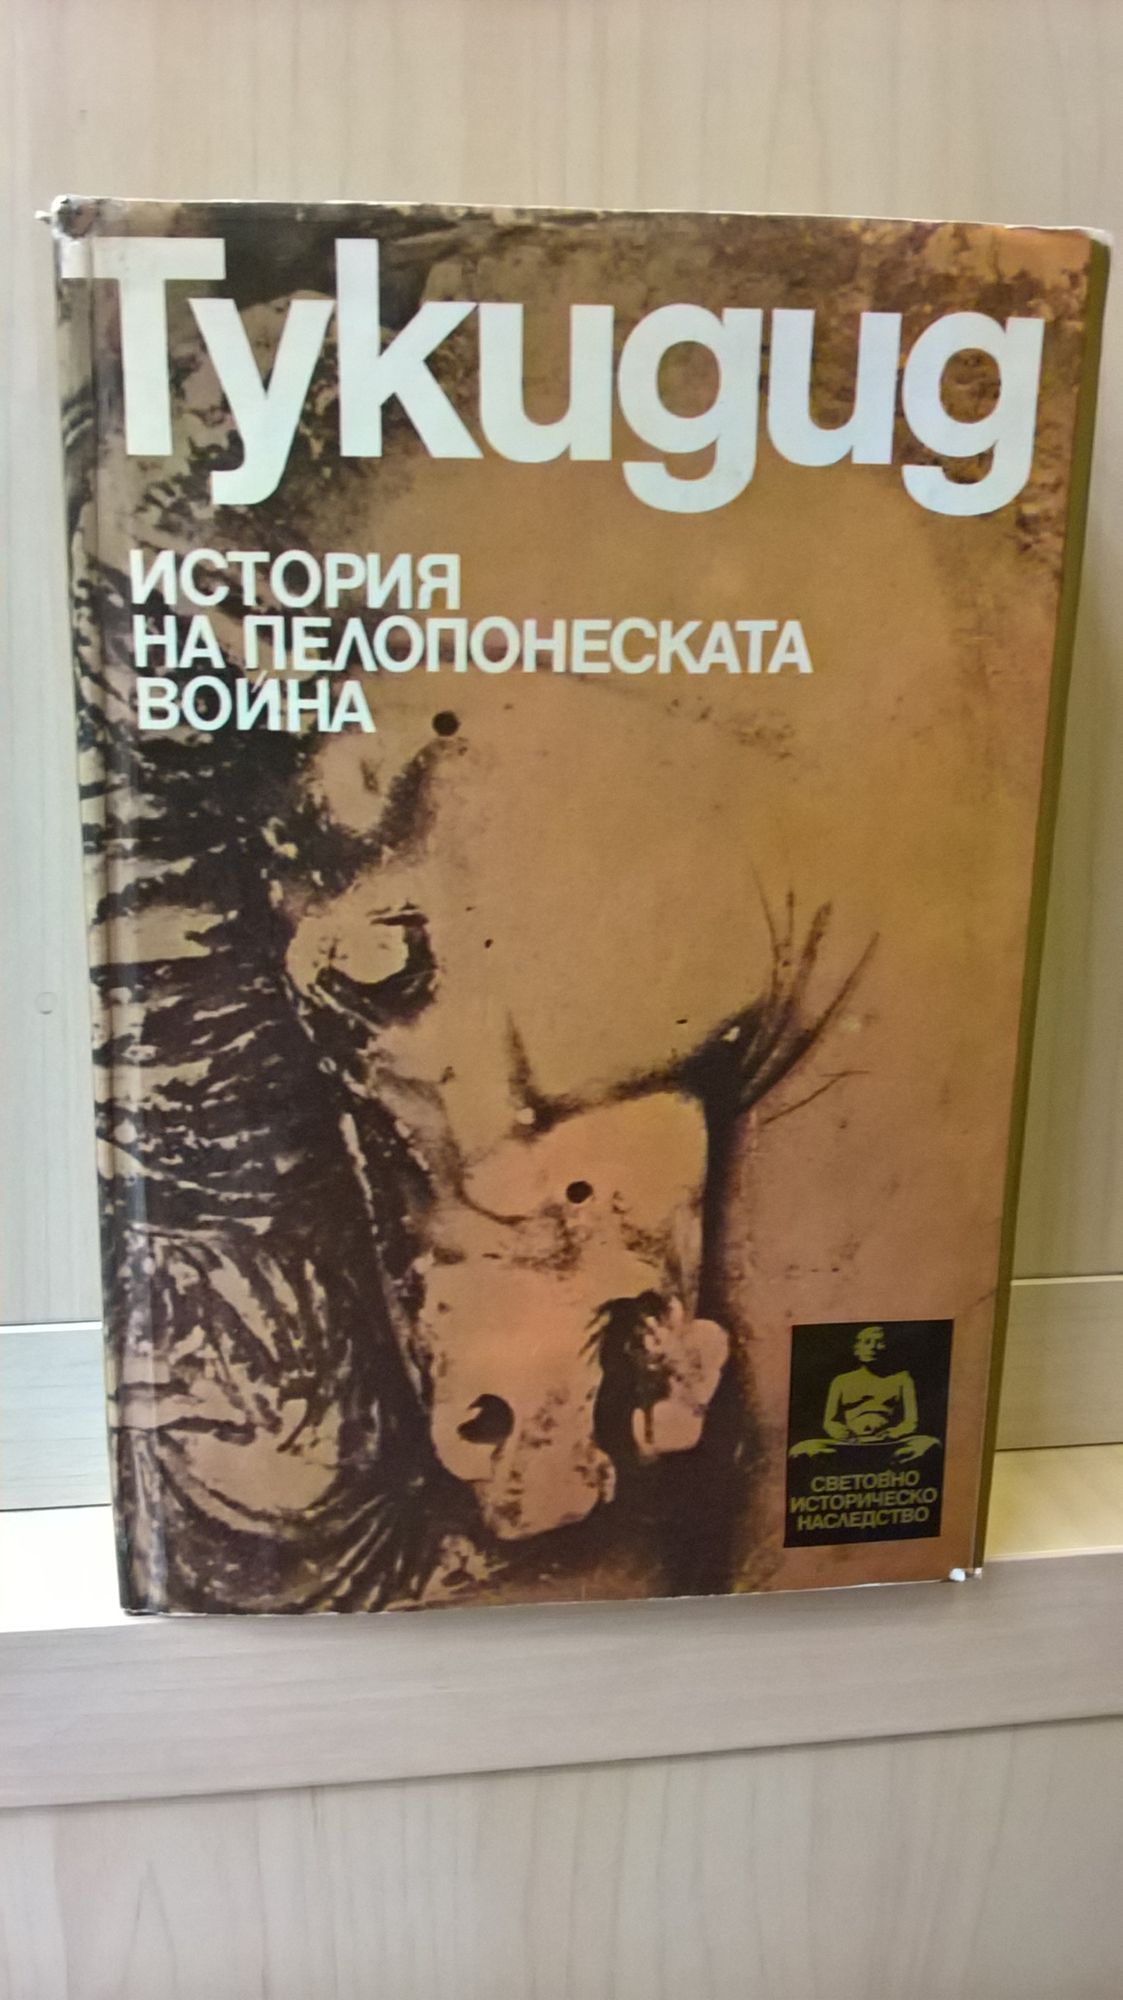 Тукидид
ИСТОРИЯ
НА ПЕЛОПОНЕСКАТА
ВОЙНА
СВЕТОВНО
ИСТОРИЧЕСКО
НАСЛЕДСТВО